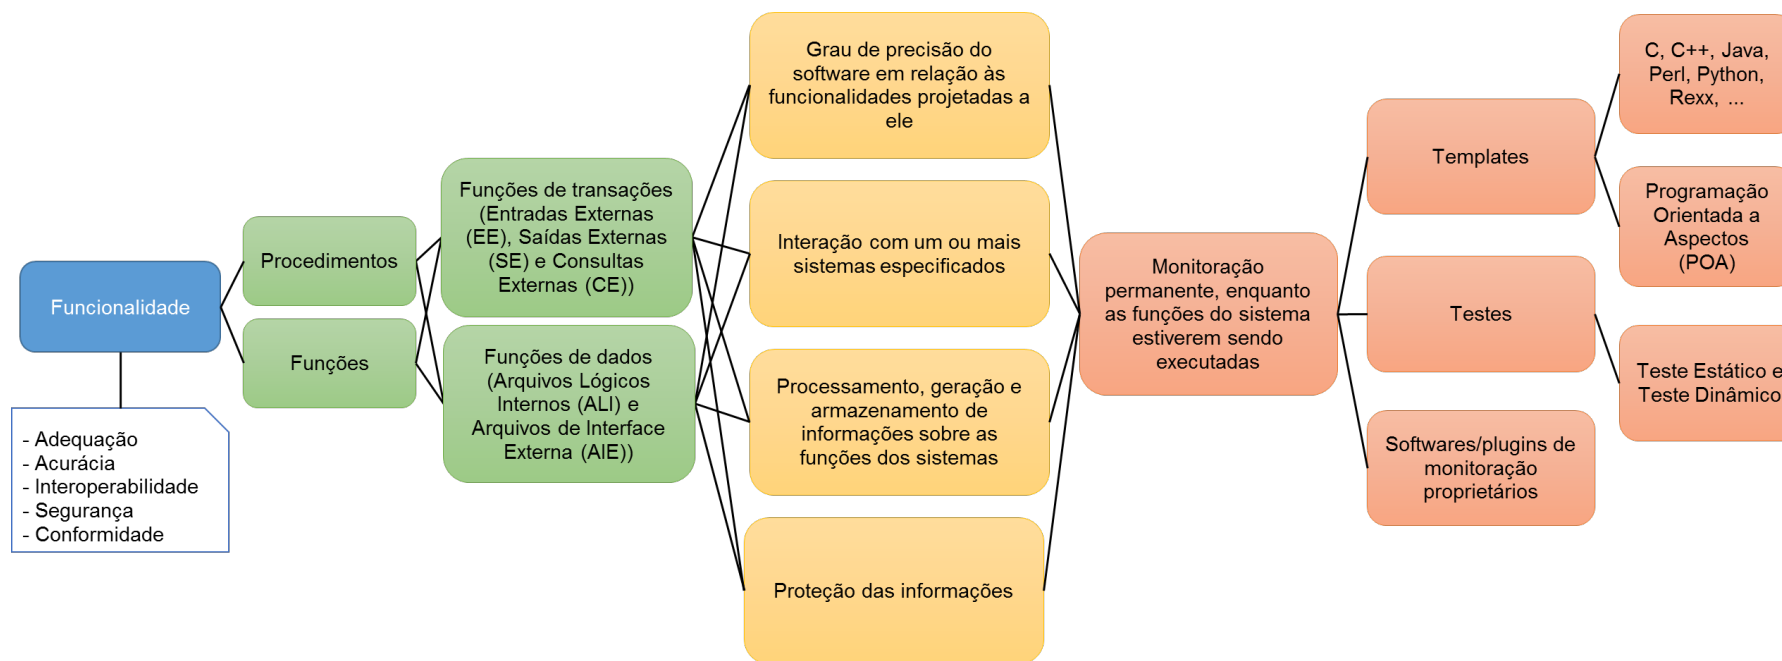 Funcionalidade
- Adequação
- Acurácia
- Interoperabilidade
- Segurança
- Conformidade
Procedimentos
Funções
Funções de transações
(Entradas Externas
(EE), Saídas Externas
(SE) e Consultas
Externas (CE))
Funções de dados
(Arquivos Lógicos
Internos (ALI) e
Arquivos de Interface
Externa (AIE))
Grau de precisão do
software em relação às
funcionalidades projetadas a
ele
Interação com um ou mais
sistemas especificados
Processamento, geração e
armazenamento de
informações sobre as
funções dos sistemas
Proteção das informações
Monitoração
permanente, enquanto
as funções do sistema
estiverem sendo
executadas
Templates
Testes
Softwares/plugins de
monitoração
proprietários
C, C++, Java,
Perl, Python,
Rexx, ...
Programação
Orientada a
Aspectos
(POA)
Teste Estático e
Teste Dinâmico